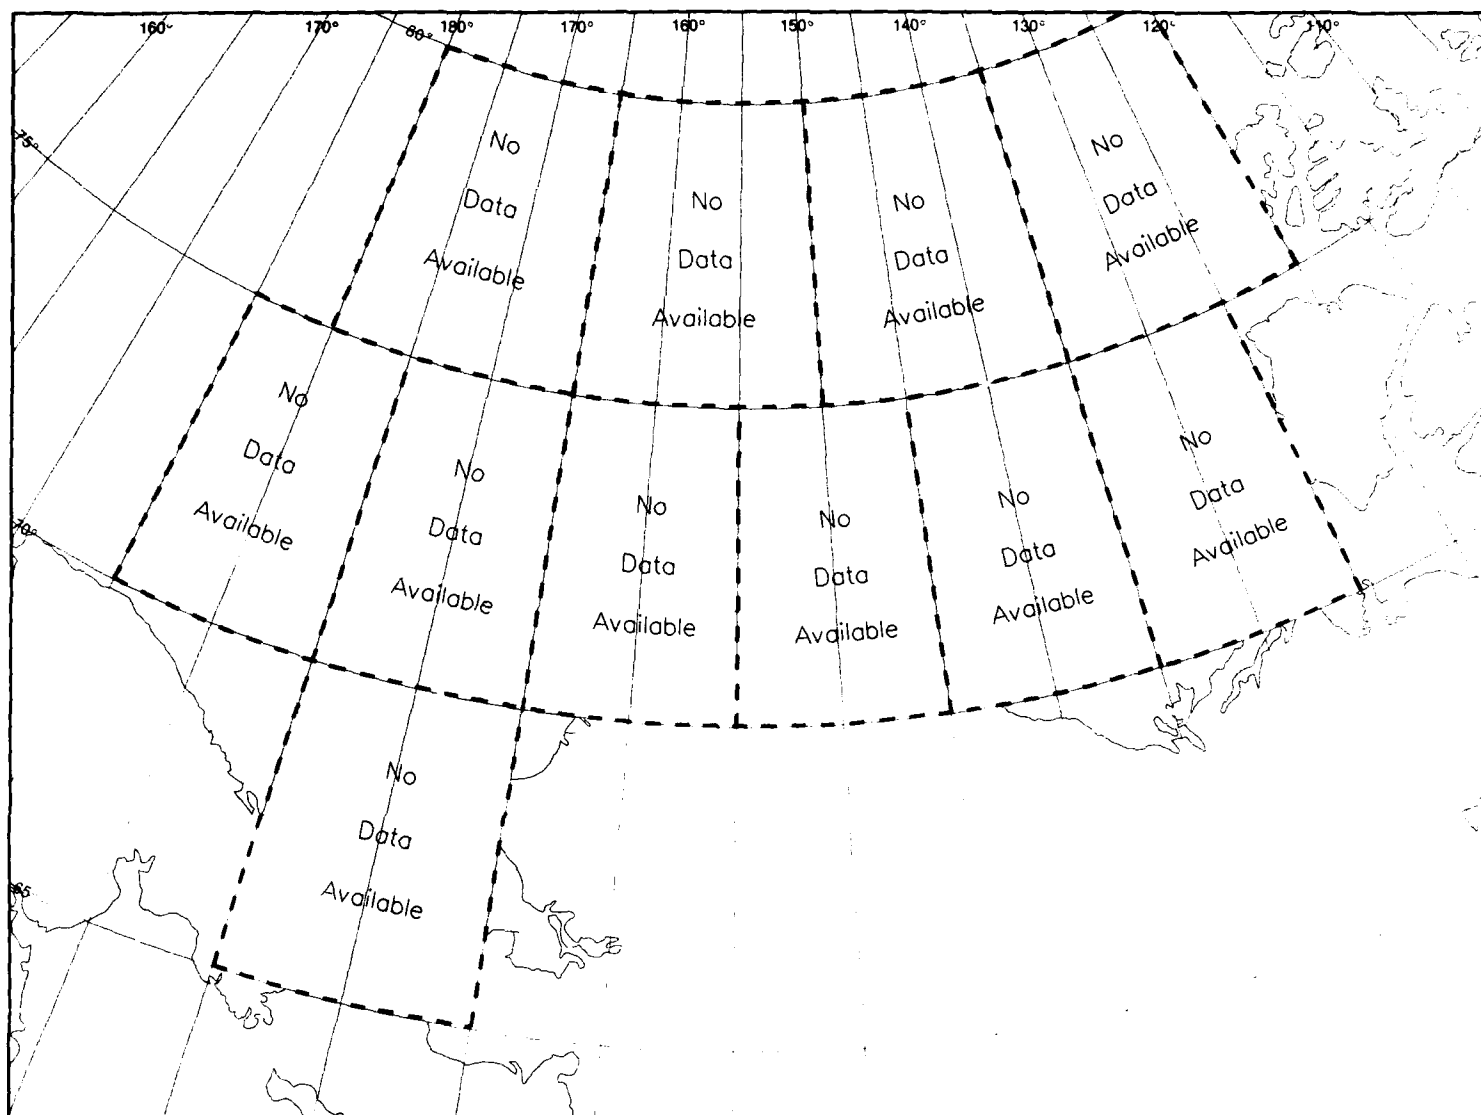 160° 170° 180° 170° 160° 150° 140° 130° 120° 110°
80°
75°
70°
65
No
Data
Available
No
Data
Available
No
Data
Available
No
Data
Available
No
Data
Available
No
Data
Available
No
Data
Available
No
Data
Available
No
Data
Available
No
Data
Available
No
Data
Available